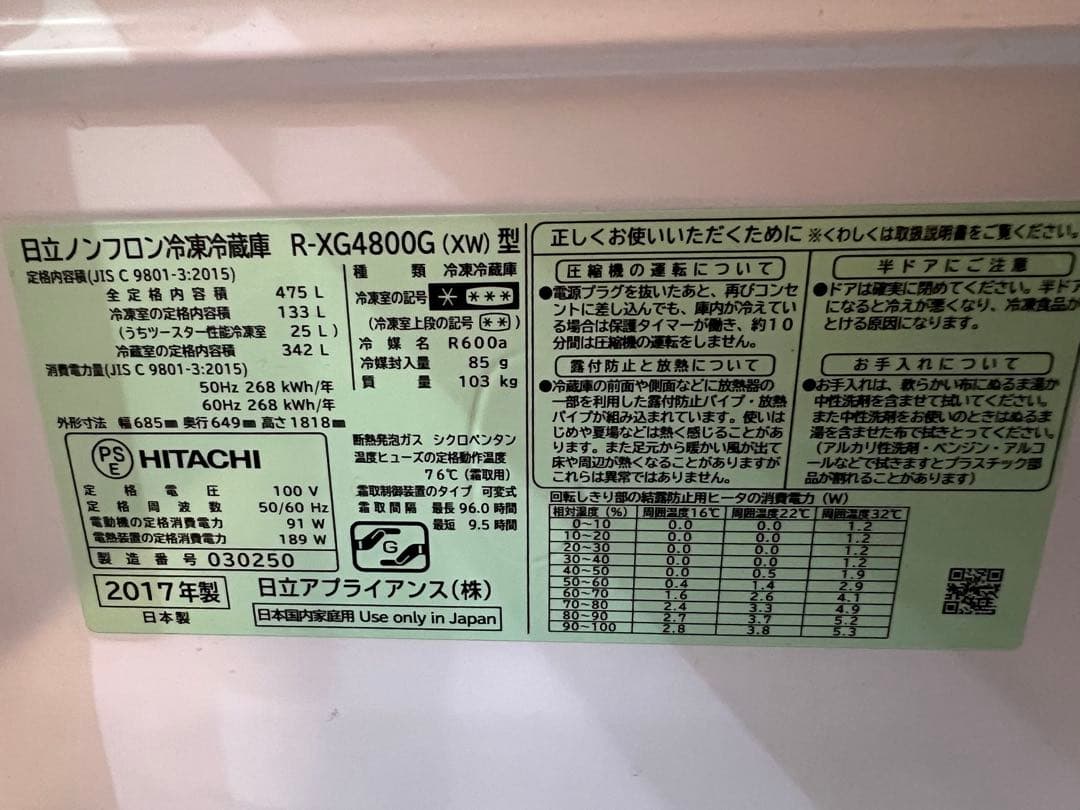 日立ノンフロン冷凍冷蔵庫 R-XG4800G (XW) 型
定格内容積(JIS C 9801-3:2015)
全定格内容積 475 L
冷凍室の定格内容積 133 L
(うちツースター性能冷凍室 25 L)
冷蔵室の定格内容積 342 L
消費電力量(JIS C 9801-3:2015)
50Hz 268 kWh/年
60Hz 268 kWh/年
外形寸法 幅685㎜ 奥行649㎜ 高さ1818㎜
PS
E
HITACHI
定格電圧 100 V
定格周波数 50/60 Hz
電動機の定格消費電力 91 W
電熱装置の定格消費電力 189 W
製造番号 030250
2017年製
日本製
種類 冷凍冷蔵庫
冷凍室の記号 * ***
(冷凍室上段の記号 **)
冷媒 R600a
冷媒封入量 85 g
質量 103 kg
断熱発泡ガス シクロペンタン
温度ヒューズの定格動作温度
76℃(霜取用)
霜取制御装置のタイプ 可変式
霜取間隔 最長 96.0時間
最短 9.5時間
G
日立アプライアンス(株)
日本国内家庭用 Use only in Japan
正しくお使いいただくために ※くわしくは取扱説明書をご覧ください。
圧縮機の運転について
●電源プラグを抜いたあと、再びコンセ
ントに差し込んでも、庫内が冷えてい
る場合は保護タイマーが働き、約10
分間は圧縮機の運転をしません。
露付防止と放熱について
●冷蔵庫の前面や側面などに放熱器の
一部を利用した露付防止パイプ・放熱
パイプが組み込まれています。使いは
じめや夏場などは熱く感じることがあ
ります。また足元から暖かい風が出て
床や周辺が熱くなることがありますが
これらは異常ではありません。
半ドアにご注意
●ドアは確実に閉めてください。半ドア
になると冷えが悪くなり、冷凍食品が
とける原因になります。
お手入れについて
●お手入れは、軟らかい布にぬるま湯か
中性洗剤を含ませて拭いてください。
また中性洗剤をお使いのときはぬるま
湯を含ませた布で拭きとってください。
(アルカリ性洗剤・ベンジン・アルコ
ールなどで拭きますとプラスチック部
品が割れることがあります)
回転しきり部の結露防止用ヒータの消費電力(W)
相対湿度(%) 周囲温度16℃ 周囲温度22℃ 周囲温度32℃
0~10 0.0 0.0 1.2
10~20 0.0 0.0 1.2
20~30 0.0 0.0 1.2
30~40 0.0 0.0 1.2
40~50 0.0 0.5 1.9
50~60 0.4 1.4 2.9
60~70 1.6 2.6 4.1
70~80 2.4 3.3 4.9
80~90 2.7 3.7 5.2
90~100 2.8 3.8 5.3